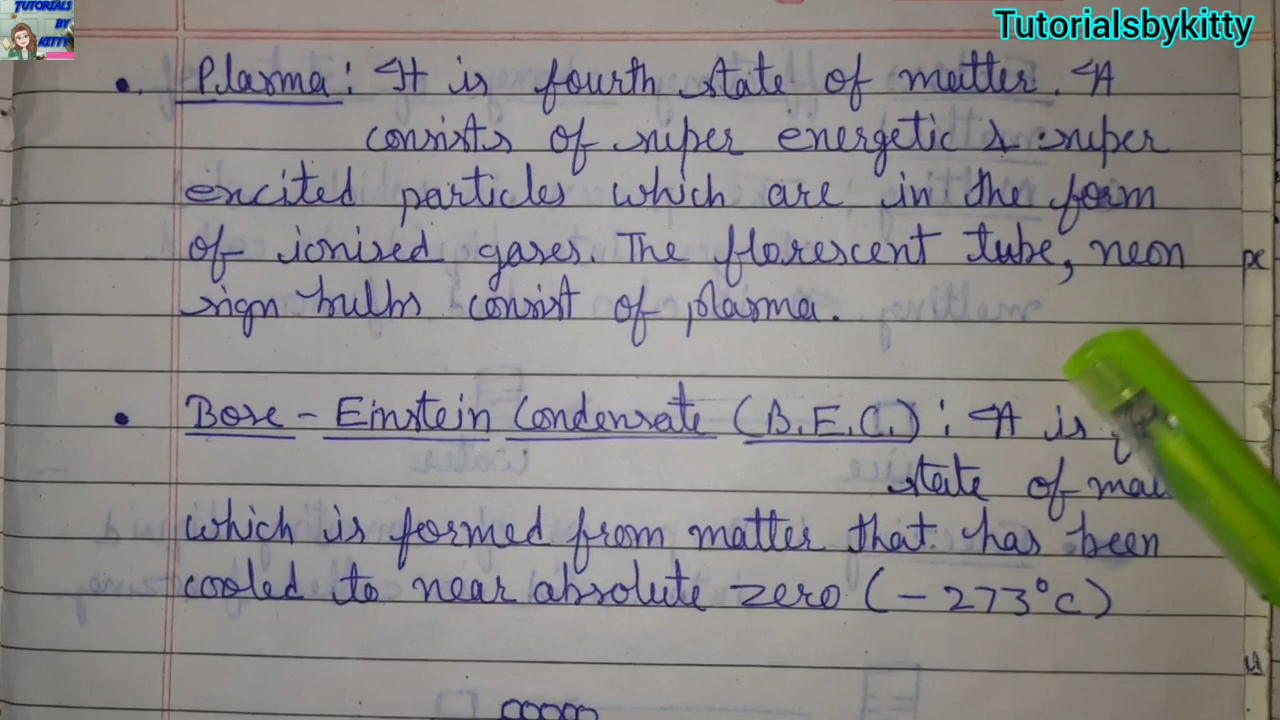 TUTORIALS
BY
KITTY
Tutorialsbykitty
• Plasma : It is fourth state of matter. It
consists of super energetic & super
excited particles which are in the form
of ionised gases. The florescent tube, neon
sign bulbs consist of plasma.
• Bose - Einstein Condensate (B.E.C.) : It is
state of
which is formed from matter that has been
cooled to near absolute zero (-273°C)